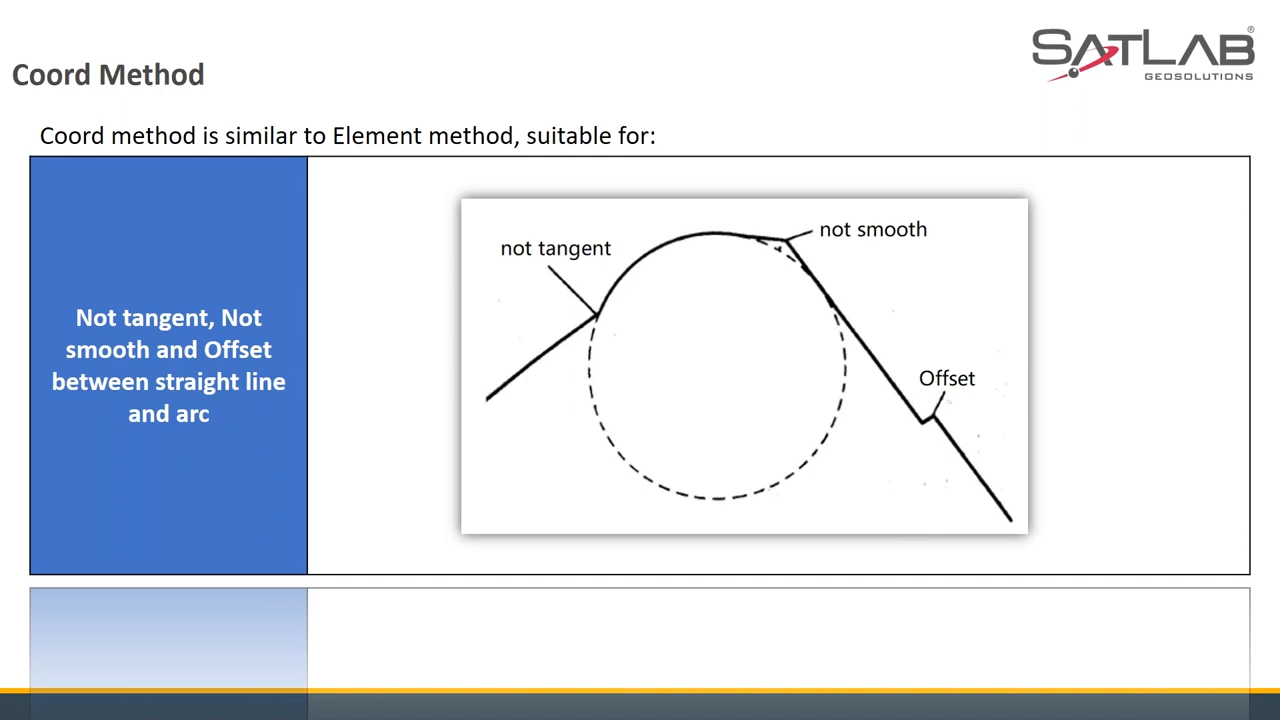 SATLAB®
GEOSOLUTIONS
Coord Method
Coord method is similar to Element method, suitable for:
Not tangent, Not
smooth and Offset
between straight line
and arc
not tangent
not smooth
Offset